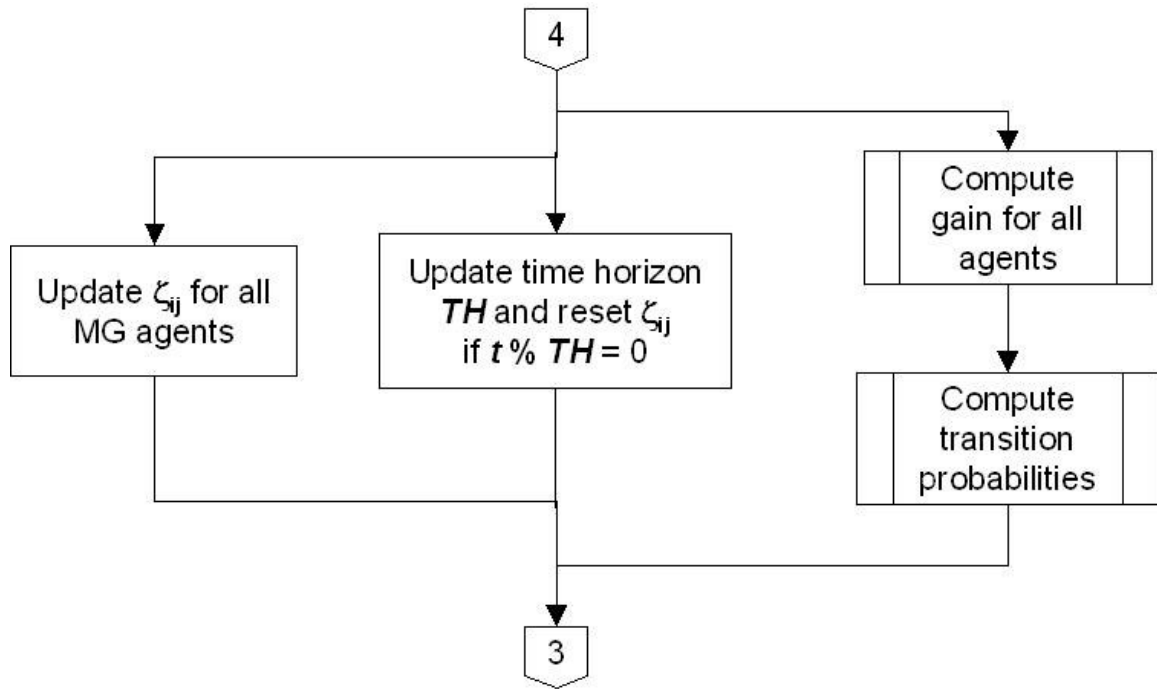 4
Update ζij for all
MG agents
Update time horizon
TH and reset ζij
if t % TH = 0
Compute
gain for all
agents
Compute
transition
probabilities
3